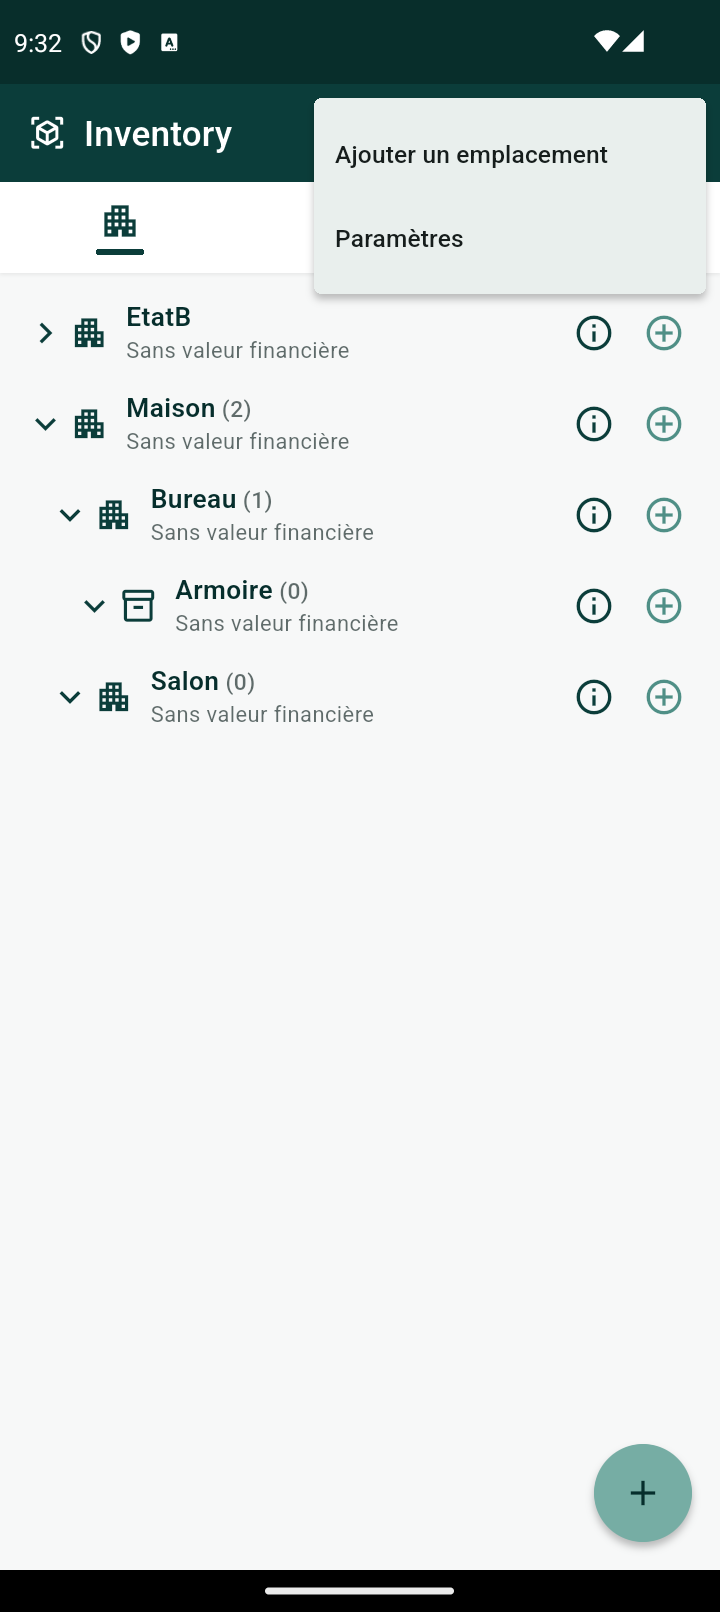 9:32
Inventory
Ajouter un emplacement
Paramètres
EtatB
Sans valeur financière
Maison (2)
Sans valeur financière
Bureau (1)
Sans valeur financière
Armoire (0)
Sans valeur financière
Salon (0)
Sans valeur financière